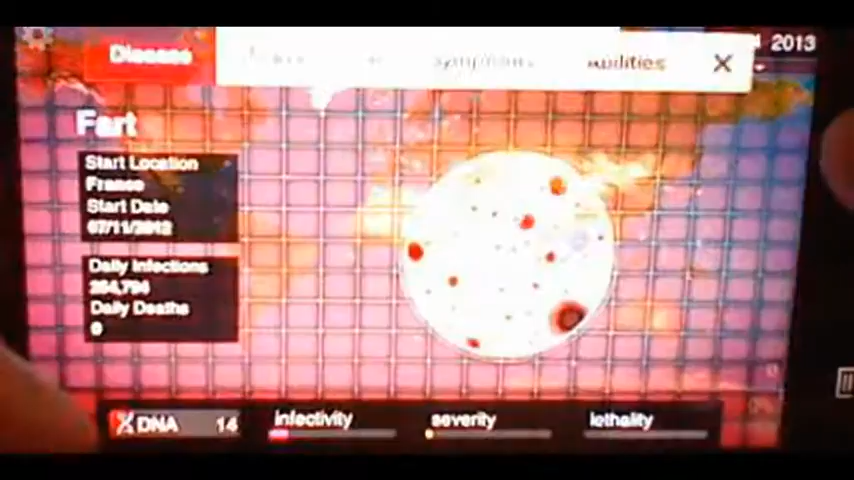 2013
Disease
symptoms
Abilities
X
Fart
Start Location
France
Start Date
07/11/2012
Daily Infections
Daily Deaths
0
DNA 14
infectivity
severity
lethality